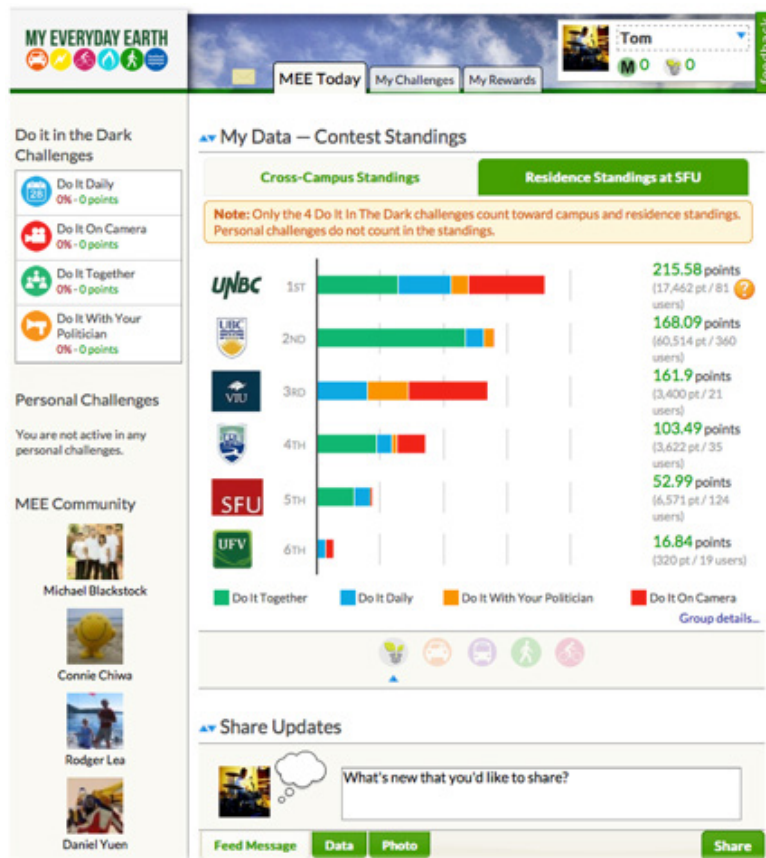 MY EVERYDAY EARTH
Tom
M 0 0
feedback
MEE Today
My Challenges
My Rewards
Do it in the Dark
Challenges
28
Do It Daily
0% - 0 points
Do It On Camera
0% - 0 points
Do It Together
0% - 0 points
Do It With Your
Politician
0% - 0 points
Personal Challenges
You are not active in any
personal challenges.
MEE Community
Michael Blackstock
Connie Chiwa
Rodger Lea
Daniel Yuen
My Data — Contest Standings
Cross-Campus Standings
Residence Standings at SFU
Note: Only the 4 Do It In The Dark challenges count toward campus and residence standings.
Personal challenges do not count in the standings.
UNBC 1ST
215.58 points
(17,462 pt / 81 ?
users)
UBC 2ND
168.09 points
(60,514 pt / 360
users)
VIU 3RD
161.9 points
(3,400 pt / 21
users)
4TH
103.49 points
(3,622 pt / 35
users)
SFU 5TH
52.99 points
(6,571 pt / 124
users)
UFV 6TH
16.84 points
(320 pt / 19 users)
Do It Together
Do It Daily
Do It With Your Politician
Do It On Camera
Group details...
Share Updates
What's new that you'd like to share?
Feed Message
Data
Photo
Share